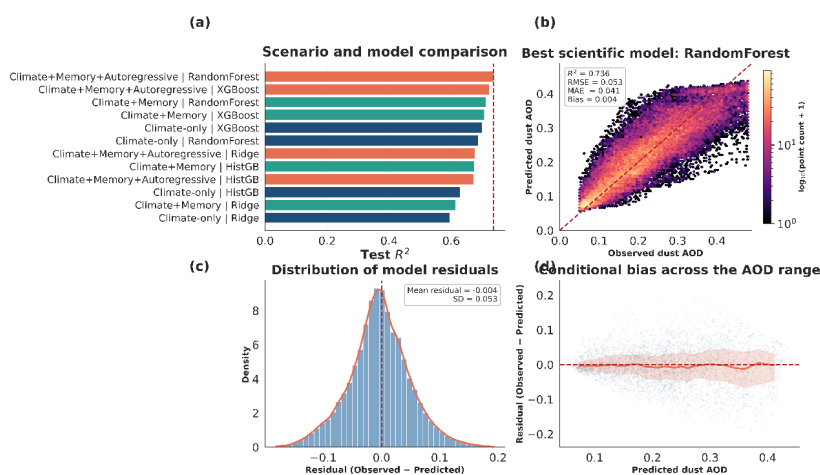 (a)
Scenario and model comparison
Climate+Memory+Autoregressive | RandomForest
Climate+Memory+Autoregressive | XGBoost
Climate+Memory | RandomForest
Climate+Memory | XGBoost
Climate-only | XGBoost
Climate-only | RandomForest
Climate+Memory+Autoregressive | Ridge
Climate+Memory | HistGB
Climate+Memory+Autoregressive | HistGB
Climate-only | HistGB
Climate+Memory | Ridge
Climate-only | Ridge
0.0 0.2 0.4 0.6
Test R²
(b)
Best scientific model: RandomForest
R² = 0.736
RMSE = 0.053
MAE = 0.041
Bias = 0.004
Predicted dust AOD
0.4
0.3
0.2
0.1
0.0
0.0 0.1 0.2 0.3 0.4
Observed dust AOD
10¹
10⁰
log₁₀(point count + 1)
(c)
Distribution of model residuals
Mean residual = -0.004
SD = 0.053
Density
8
6
4
2
0
−0.1 0.0 0.1 0.2
Residual (Observed − Predicted)
(d)
Conditional bias across the AOD range
Residual (Observed − Predicted)
0.2
0.1
0.0
−0.1
−0.2
0.1 0.2 0.3 0.4
Predicted dust AOD